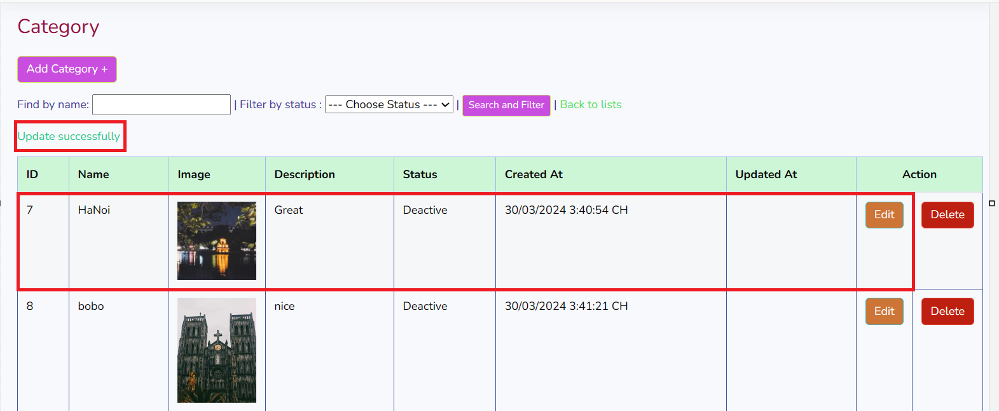 Category
Add Category +
Find by name: | Filter by status : --- Choose Status --- | Search and Filter | Back to lists
Update successfully
ID Name Image Description Status Created At Updated At Action
7 HaNoi Great Deactive 30/03/2024 3:40:54 CH Edit Delete
8 bobo nice Deactive 30/03/2024 3:41:21 CH Edit Delete